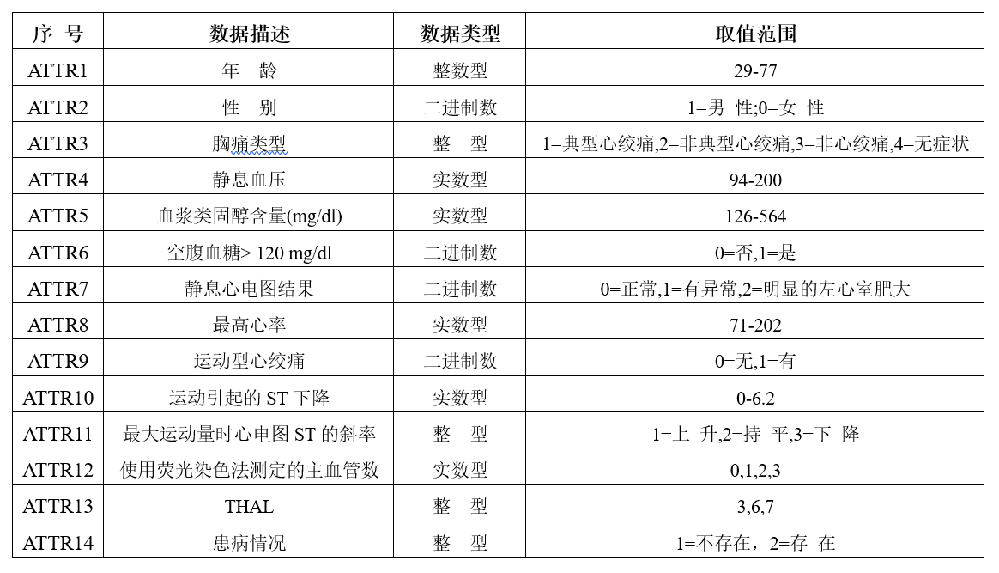 序 号 数据描述 数据类型 取值范围
ATTR1 年 龄 整数型 29-77
ATTR2 性 别 二进制数 1=男 性;0=女 性
ATTR3 胸痛类型 整 型 1=典型心绞痛,2=非典型心绞痛,3=非心绞痛,4=无症状
ATTR4 静息血压 实数型 94-200
ATTR5 血浆类固醇含量(mg/dl) 实数型 126-564
ATTR6 空腹血糖> 120 mg/dl 二进制数 0=否,1=是
ATTR7 静息心电图结果 二进制数 0=正常,1=有异常,2=明显的左心室肥大
ATTR8 最高心率 实数型 71-202
ATTR9 运动型心绞痛 二进制数 0=无,1=有
ATTR10 运动引起的 ST 下降 实数型 0-6.2
ATTR11 最大运动量时心电图 ST 的斜率 整 型 1=上 升,2=持 平,3=下 降
ATTR12 使用荧光染色法测定的主血管数 实数型 0,1,2,3
ATTR13 THAL 整 型 3,6,7
ATTR14 患病情况 整 型 1=不存在，2=存 在